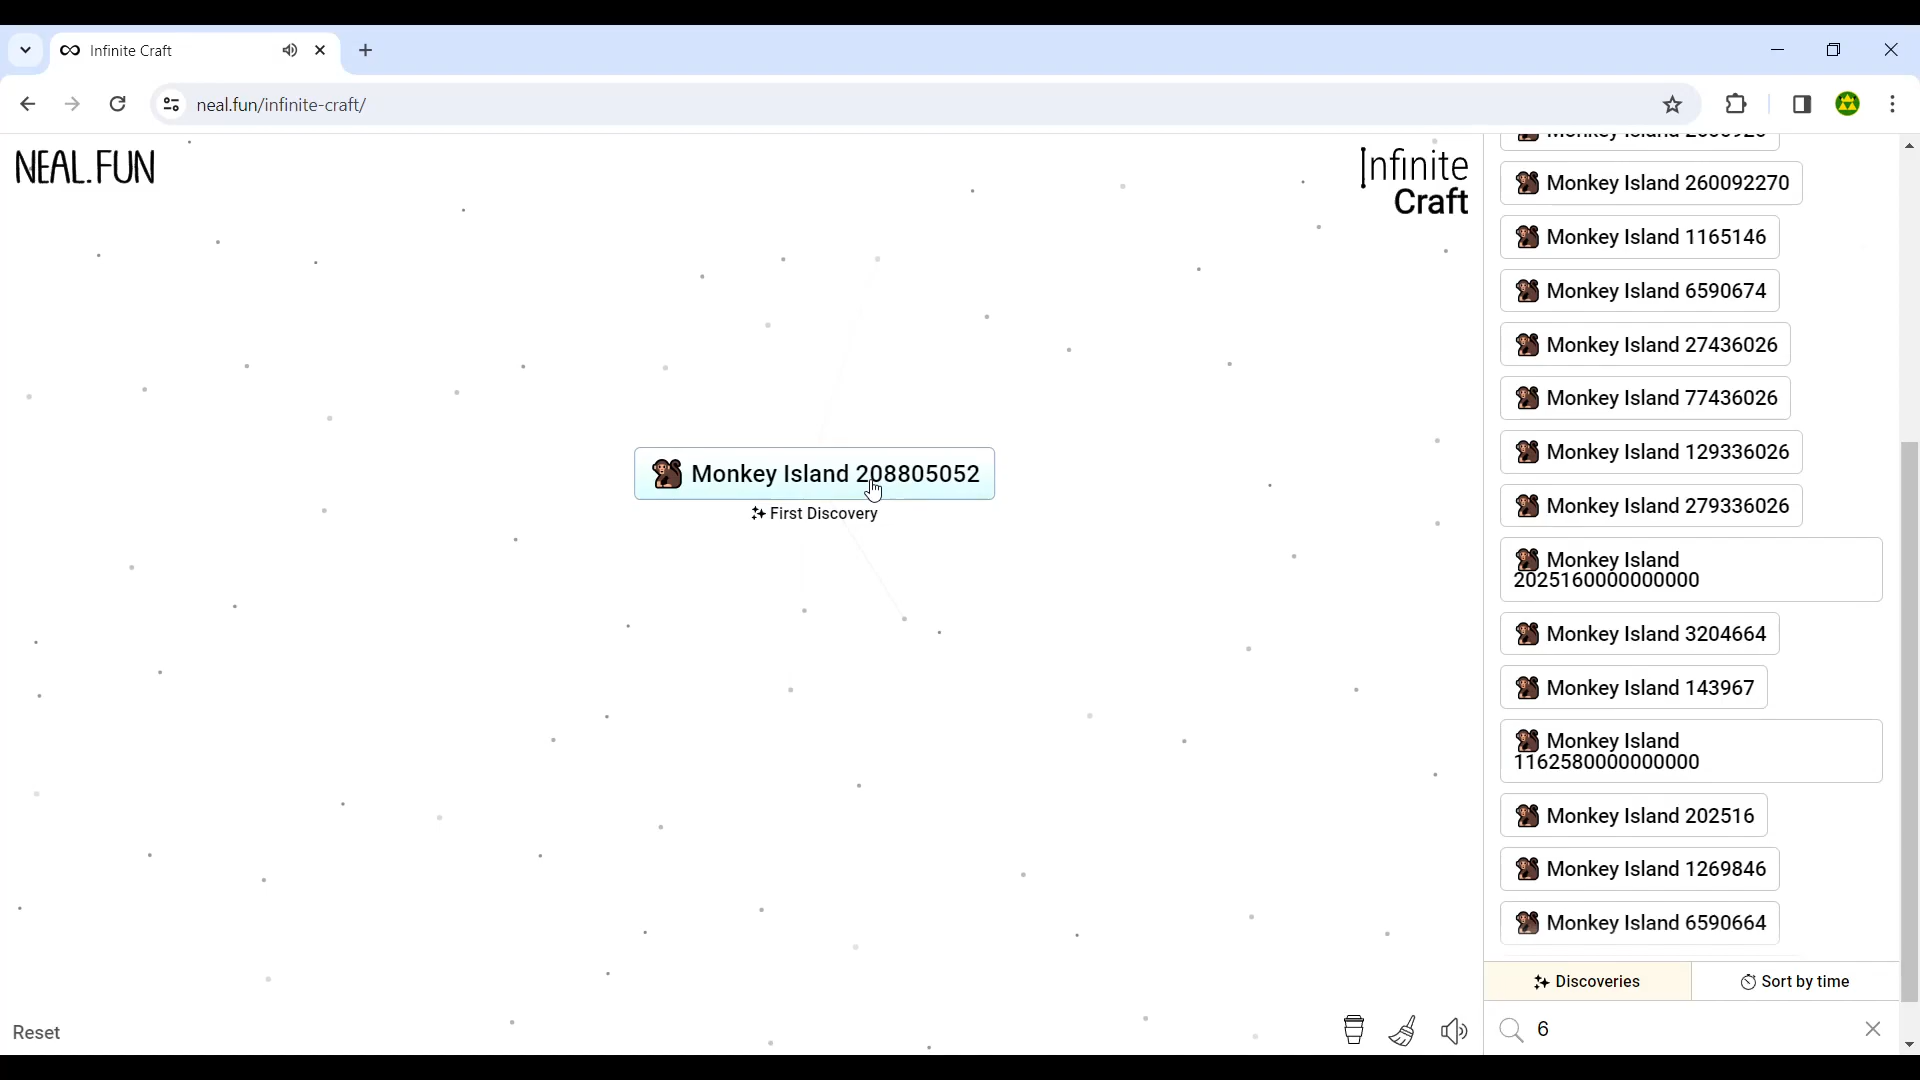 Infinite Craft
neal.fun/infinite-craft/
NEAL.FUN
Infinite
Craft
Monkey Island 208805052
First Discovery
Monkey Island 260092270
Monkey Island 1165146
Monkey Island 6590674
Monkey Island 27436026
Monkey Island 77436026
Monkey Island 129336026
Monkey Island 279336026
Monkey Island
2025160000000000
Monkey Island 3204664
Monkey Island 143967
Monkey Island
1162580000000000
Monkey Island 202516
Monkey Island 1269846
Monkey Island 6590664
Discoveries
Sort by time
Reset
6